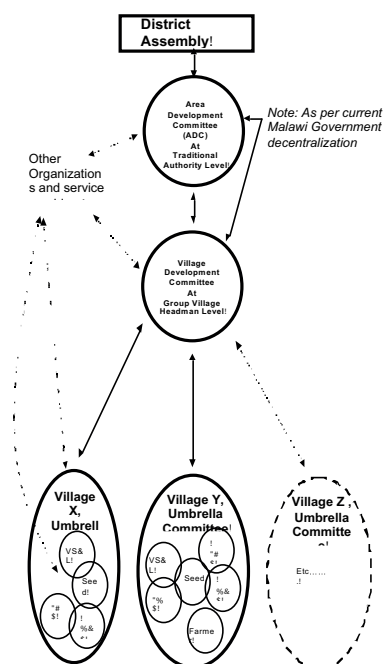 District
Assembly!
Area
Development
Committee
(ADC)
At
Traditional
Authority Level!
Note: As per current
Malawi Government
decentralization
Other
Organization
s and service
Village
Development
Committee
At
Group Village
Headman Level!
Village
X,
Umbrell
VS&
L!
See
d!
"#
$!
!
%&
Village Y,
Umbrella
Committee!
VS&
L!
!
"#
$!
Seed
"%
$!
!
%&
Farme
r!
Village Z,
Umbrella
Committe
Etc......
.!